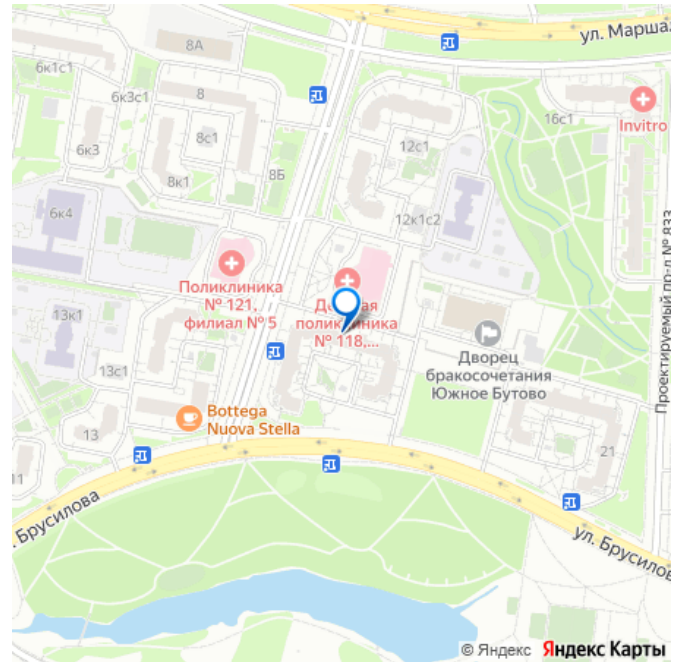 ул. Марша
8А
6к1с1
6к3с1
8
16с1
Invitro
8с1
12с1
6к3
8Б
8к1
6к4
12к1с2
Проектируемый пр-д № 833
Поликлиника
№ 121,
филиал № 5
поликлиника
№ 118,...
13к1
Дворец
бракосочетания
Южное Бутово
13с1
Bottega
Nuova Stella
13
21
11
Брусилова
ул. Брусилов
© Яндекс Яндекс Карты